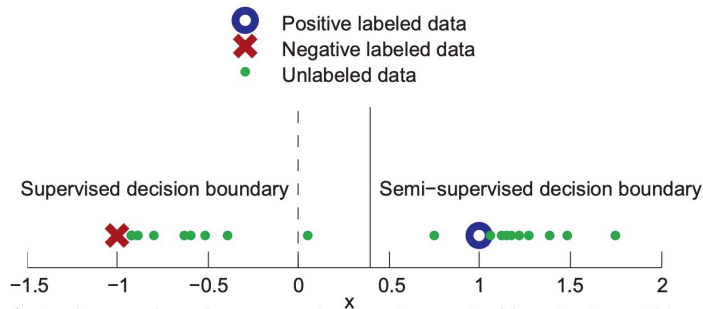 Positive labeled data
Negative labeled data
Unlabeled data
Supervised decision boundary
Semi−supervised decision boundary
−1.5 −1 −0.5 0 0.5 1 1.5 2
x